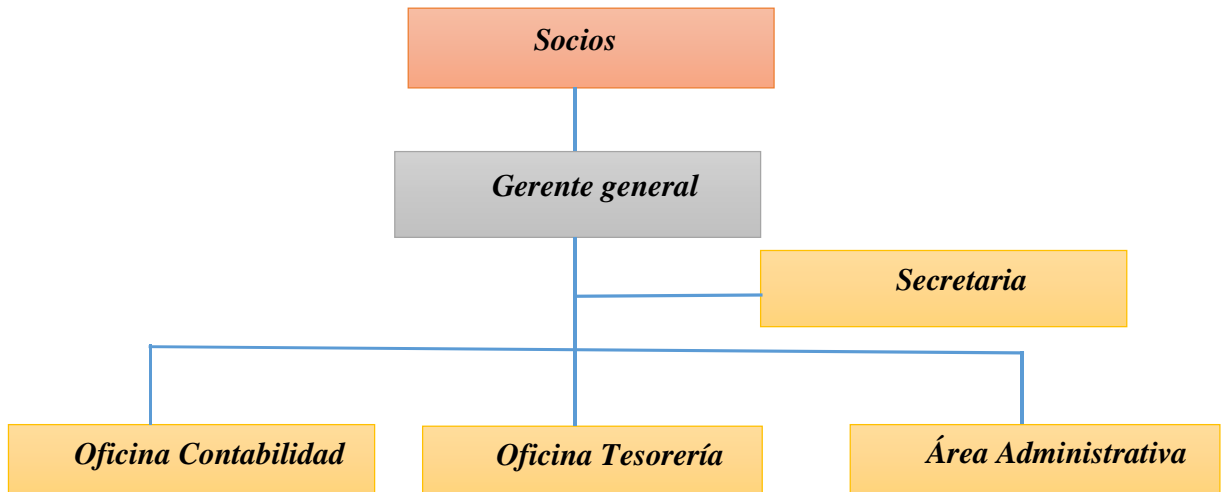 Socios
Gerente general
Secretaria
Oficina Contabilidad
Oficina Tesorería
Área Administrativa